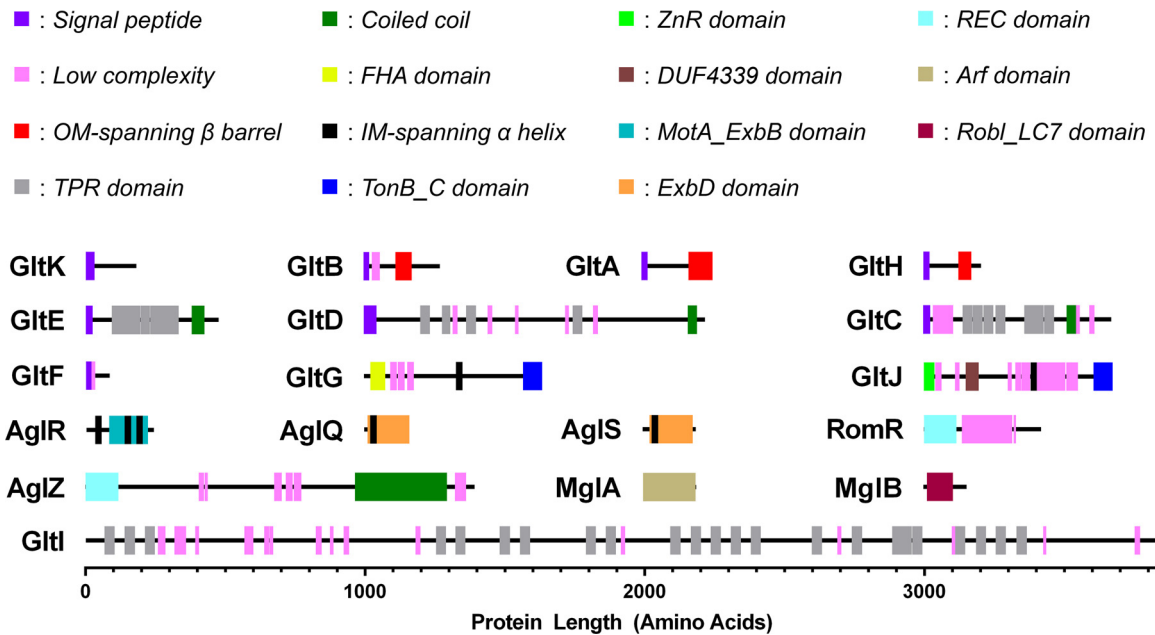 : Signal peptide : Coiled coil : ZnR domain : REC domain
: Low complexity : FHA domain : DUF4339 domain : Arf domain
: OM-spanning β barrel : IM-spanning α helix : MotA_ExbB domain : Robl_LC7 domain
: TPR domain : TonB_C domain : ExbD domain
GltK GltB GltA GltH
GltE GltD GltC
GltF GltG GltJ
AglR AglQ AglS RomR
AglZ MglA MglB
GltI
0 1000 2000 3000
Protein Length (Amino Acids)